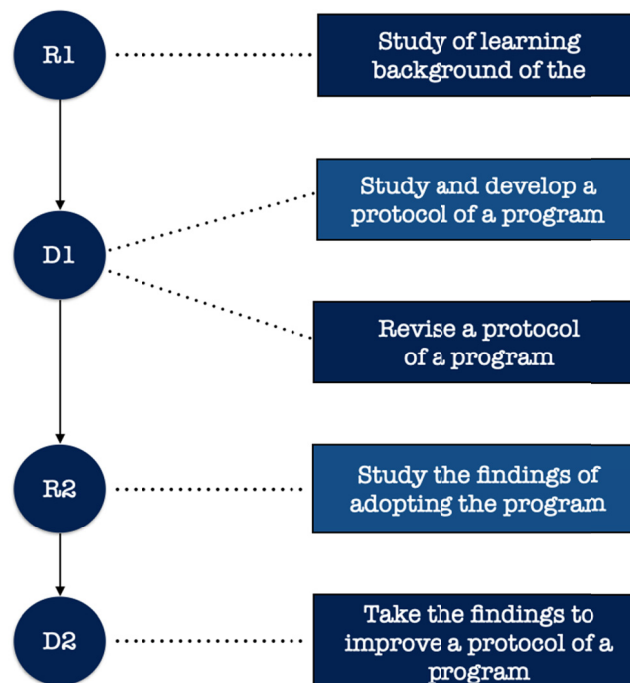 R1
Study of learning
background of the
D1
Study and develop a
protocol of a program
Revise a protocol
of a program
R2
Study the findings of
adopting the program
D2
Take the findings to
improve a protocol of a
program